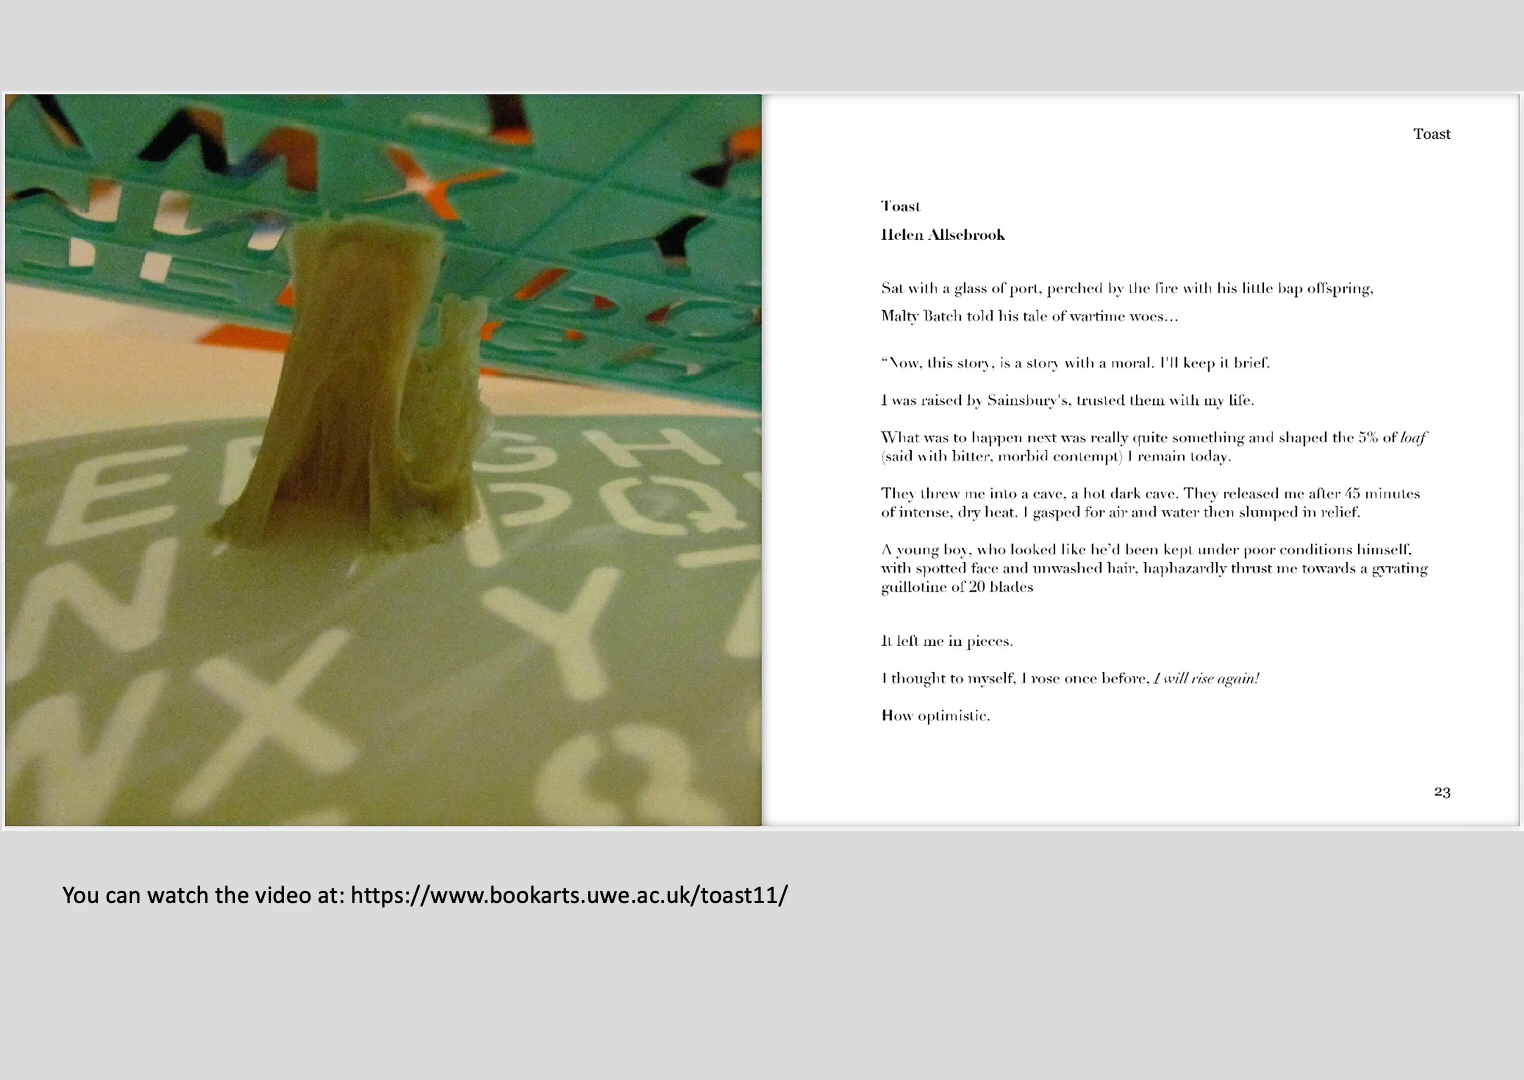 Toast
Toast
Helen Allsebrook
Sat with a glass of port, perched by the fire with his little bap offspring,
Malty Batch told his tale of wartime woes…
“Now, this story, is a story with a moral. I'll keep it brief.
I was raised by Sainsbury's, trusted them with my life.
What was to happen next was really quite something and shaped the 5% of loaf
(said with bitter, morbid contempt) I remain today.
They threw me into a cave, a hot dark cave. They released me after 45 minutes
of intense, dry heat. I gasped for air and water then slumped in relief.
A young boy, who looked like he’d been kept under poor conditions himself,
with spotted face and unwashed hair, haphazardly thrust me towards a gyrating
guillotine of 20 blades
It left me in pieces.
I thought to myself, I rose once before, I will rise again!
How optimistic.
23
You can watch the video at: https://www.bookarts.uwe.ac.uk/toast11/